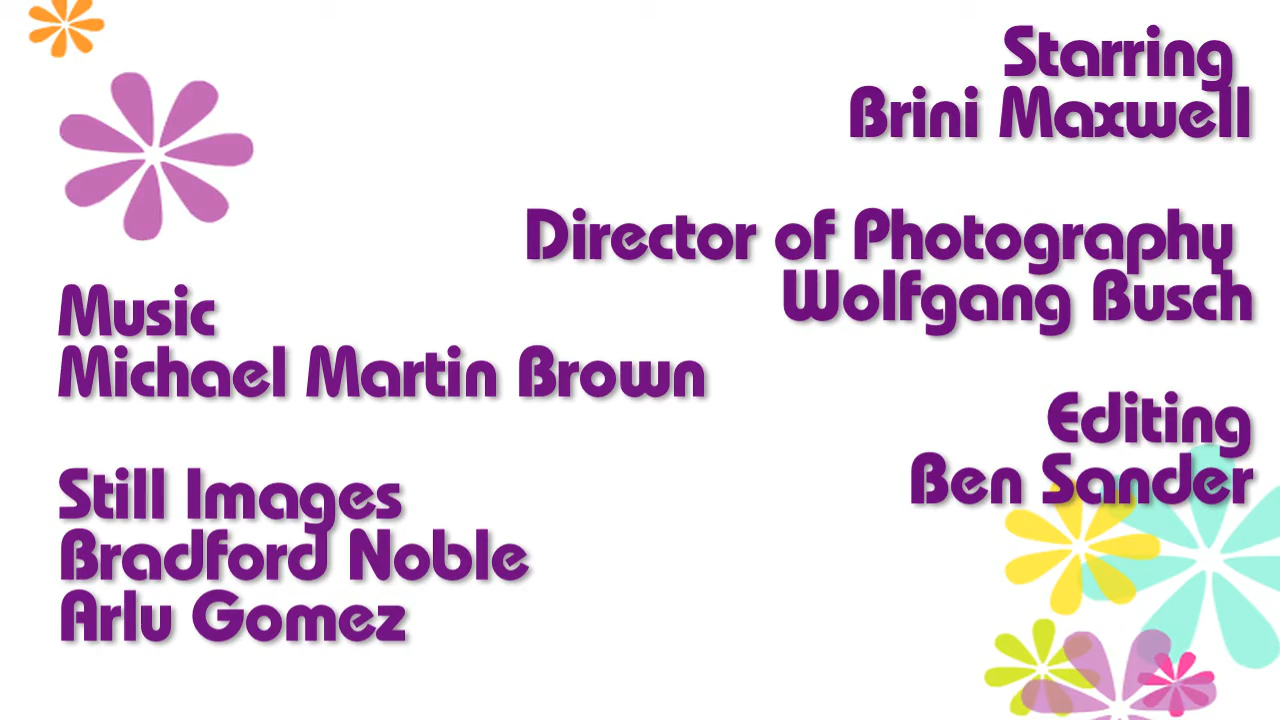 Starring
Brini Maxwell
Director of Photography
Wolfgang Busch
Music
Michael Martin Brown
Editing
Ben Sander
Still Images
Bradford Noble
Arlu Gomez